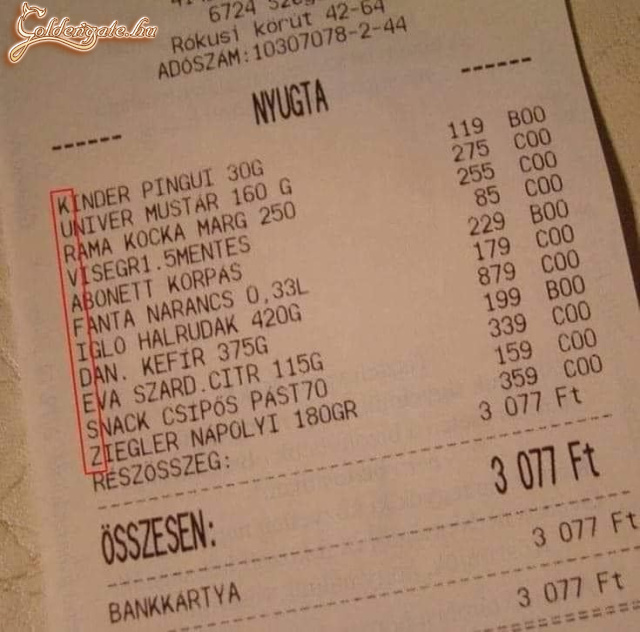 Goldengate.hu
6724
Rókusi körút 42-64
ADÓSZÁM:10307078-2-44
------ NYUGTA ------
KINDER PINGUI 30G 119 B00
UNIVER MUSTÁR 160 G 275 C00
RAMA KOCKA MARG 250 255 C00
VISEGR1.5MENTES 85 C00
ABONETT KORPÁS 229 B00
FANTA NARANCS 0,33L 179 C00
IGLO HALRUDAK 420G 879 C00
DAN. KEFÍR 375G 199 B00
EVA SZARD.CITR 115G 339 C00
SNACK CSIPŐS PÁST70 159 C00
ZIEGLER NÁPOLYI 180GR 359 C00
RÉSZÖSSZEG: 3 077 Ft
ÖSSZESEN: 3 077 Ft
BANKKÁRTYA 3 077 Ft
3 077 Ft